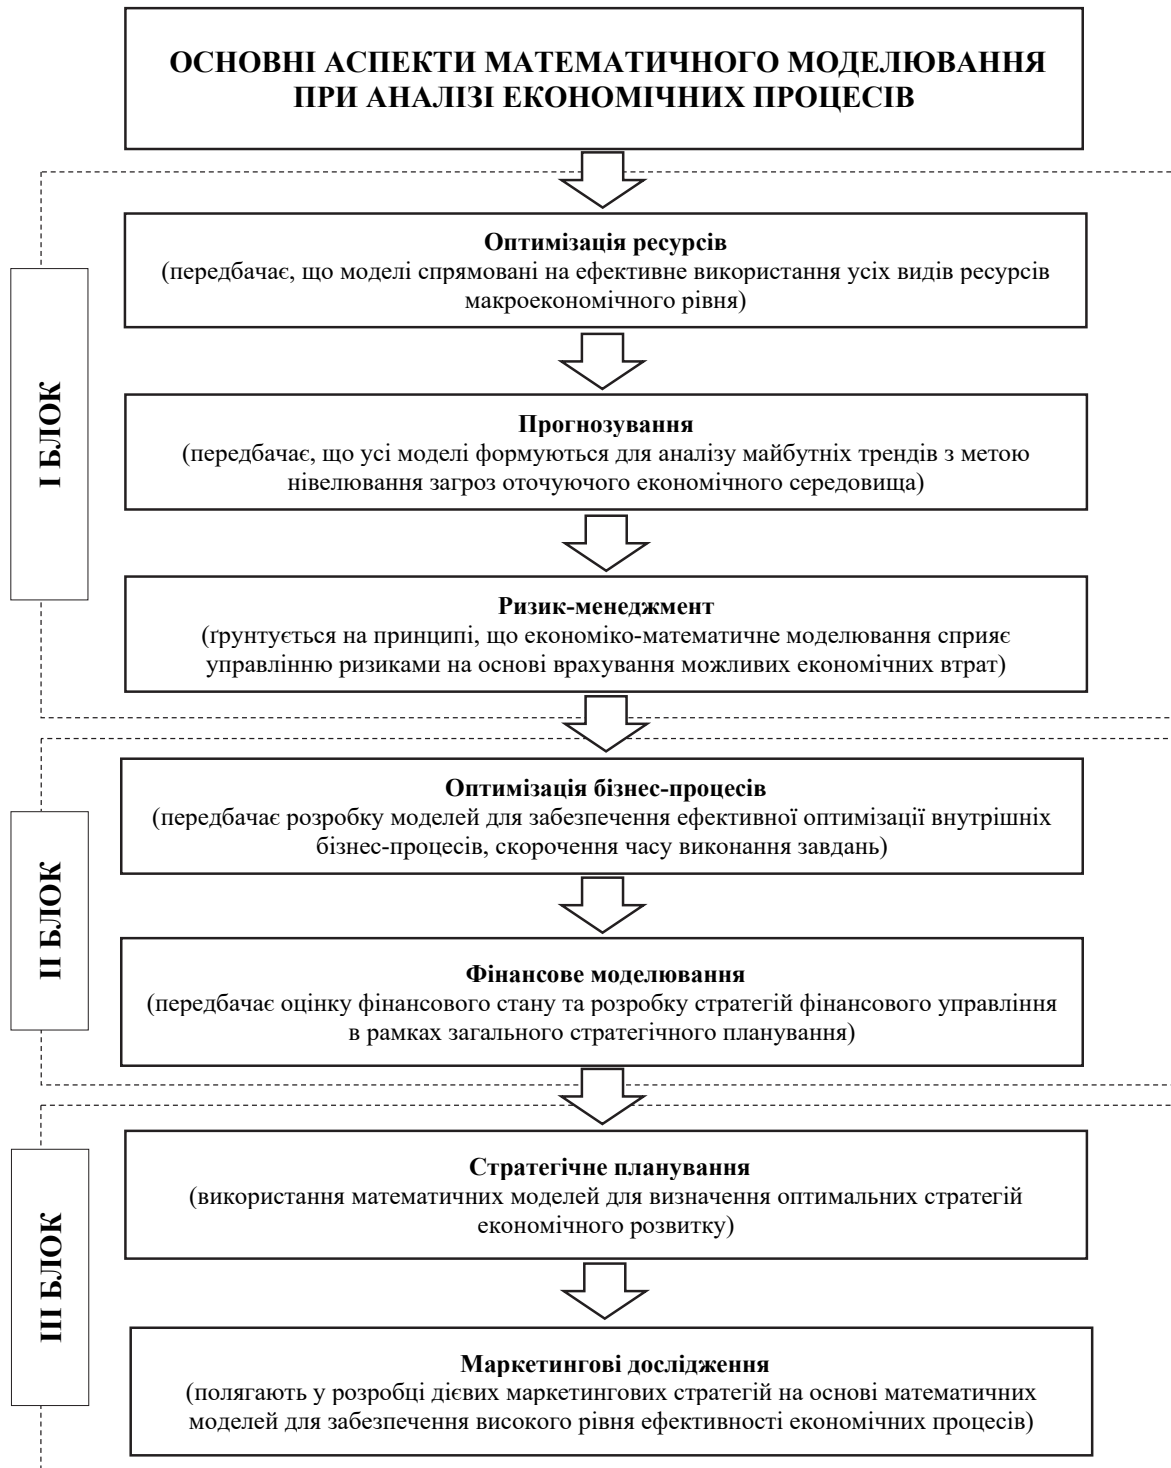 ОСНОВНІ АСПЕКТИ МАТЕМАТИЧНОГО МОДЕЛЮВАННЯ
ПРИ АНАЛІЗІ ЕКОНОМІЧНИХ ПРОЦЕСІВ
І БЛОК
Оптимізація ресурсів
(передбачає, що моделі спрямовані на ефективне використання усіх видів ресурсів
макроекономічного рівня)
Прогнозування
(передбачає, що усі моделі формуються для аналізу майбутніх трендів з метою
нівелювання загроз оточуючого економічного середовища)
Ризик-менеджмент
(ґрунтується на принципі, що економіко-математичне моделювання сприяє
управлінню ризиками на основі врахування можливих економічних втрат)
ІІ БЛОК
Оптимізація бізнес-процесів
(передбачає розробку моделей для забезпечення ефективної оптимізації внутрішніх
бізнес-процесів, скорочення часу виконання завдань)
Фінансове моделювання
(передбачає оцінку фінансового стану та розробку стратегій фінансового управління
в рамках загального стратегічного планування)
ІІІ БЛОК
Стратегічне планування
(використання математичних моделей для визначення оптимальних стратегій
економічного розвитку)
Маркетингові дослідження
(полягають у розробці дієвих маркетингових стратегій на основі математичних
моделей для забезпечення високого рівня ефективності економічних процесів)